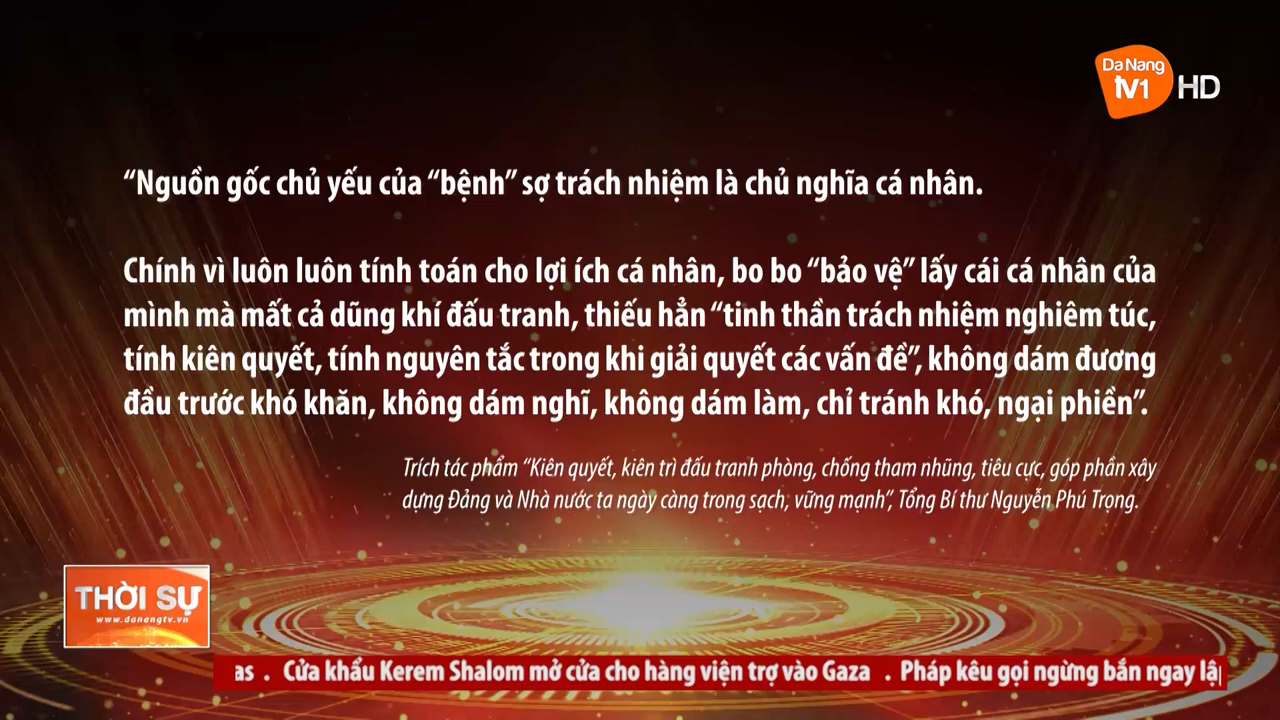 Da Nang
TV1 HD
“Nguồn gốc chủ yếu của “bệnh” sợ trách nhiệm là chủ nghĩa cá nhân.
Chính vì luôn luôn tính toán cho lợi ích cá nhân, bo bo “bảo vệ” lấy cái cá nhân của
mình mà mất cả dũng khí đấu tranh, thiếu hẳn “tinh thần trách nhiệm nghiêm túc,
tính kiên quyết, tính nguyên tắc trong khi giải quyết các vấn đề”, không dám đương
đầu trước khó khăn, không dám nghĩ, không dám làm, chỉ tránh khó, ngại phiền”.
Trích tác phẩm “Kiên quyết, kiên trì đấu tranh phòng, chống tham nhũng, tiêu cực, góp phần xây
dựng Đảng và Nhà nước ta ngày càng trong sạch, vững mạnh”, Tổng Bí thư Nguyễn Phú Trọng.
THỜI SỰ
www.danangtv.vn
as . Cửa khẩu Kerem Shalom mở cửa cho hàng viện trợ vào Gaza . Pháp kêu gọi ngừng bắn ngay lập